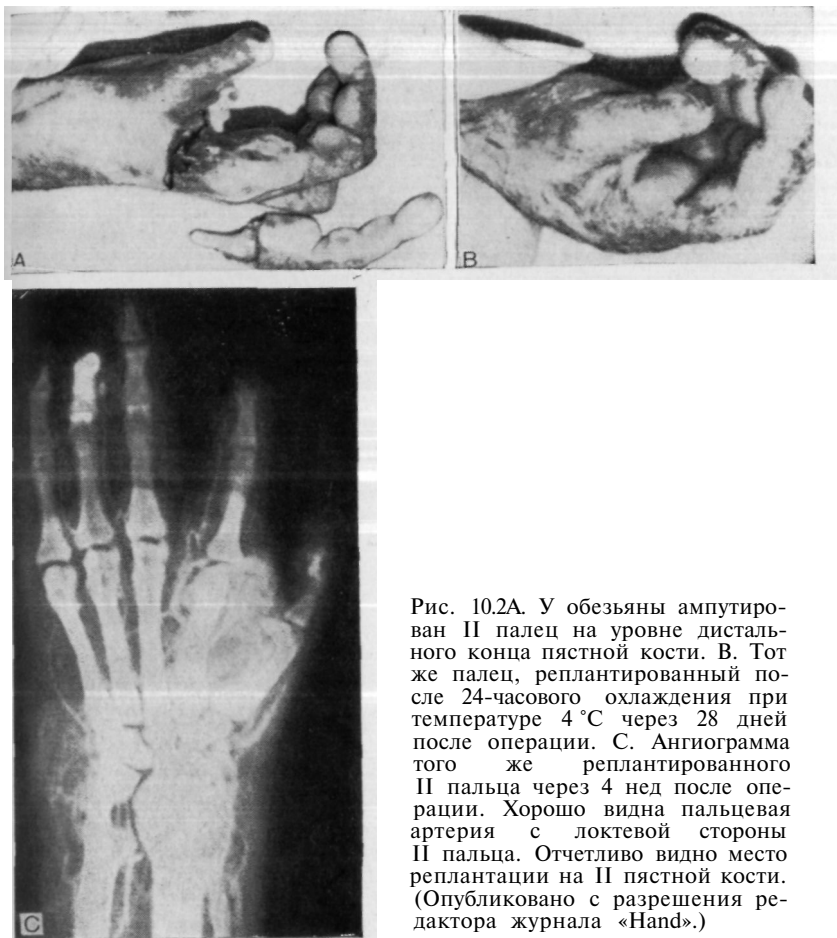 A
B
C
Рис. 10.2А. У обезьяны ампутиро-
ван II палец на уровне дисталь-
ного конца пястной кости. В. Тот
же палец, реплантированный по-
сле 24-часового охлаждения при
температуре 4 °С через 28 дней
после операции. С. Ангиограмма
того же реплантированного
II пальца через 4 нед после опе-
рации. Хорошо видна пальцевая
артерия с локтевой стороны
II пальца. Отчетливо видно место
реплантации на II пястной кости.
(Опубликовано с разрешения ре-
дактора журнала «Hand».)